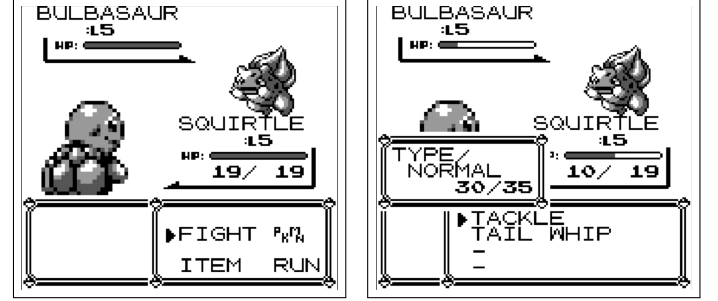 BULBASAUR
:L5
HP:
SQUIRTLE
:L5
HP:
19/ 19
▶FIGHT PKMN
ITEM RUN
BULBASAUR
:L5
HP:
SQUIRTLE
:L5
TYPE/
NORMAL
30/35
:
10/ 19
▶TACKLE
TAIL WHIP
–
–